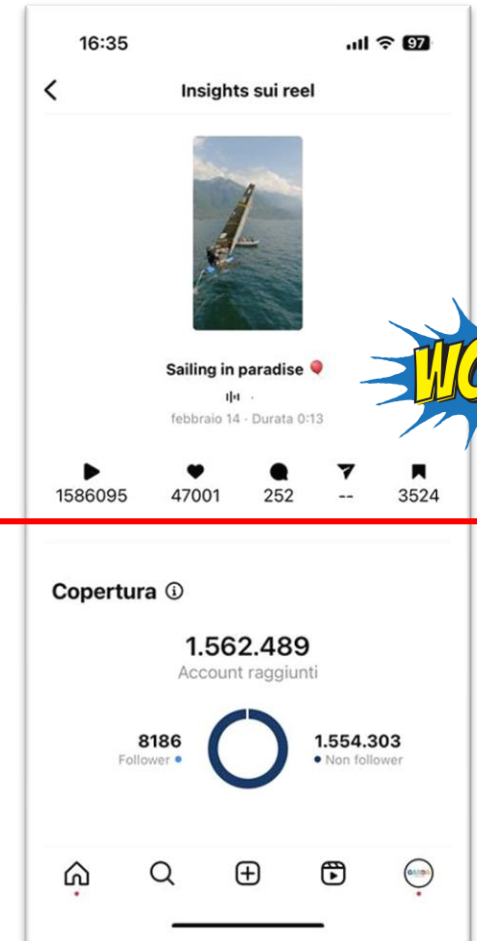 16:35
97
Insights sui reel
Sailing in paradise
febbraio 14 · Durata 0:13
1586095 47001 252 -- 3524
Copertura
1.562.489
Account raggiunti
8186 1.554.303
Follower Non follower